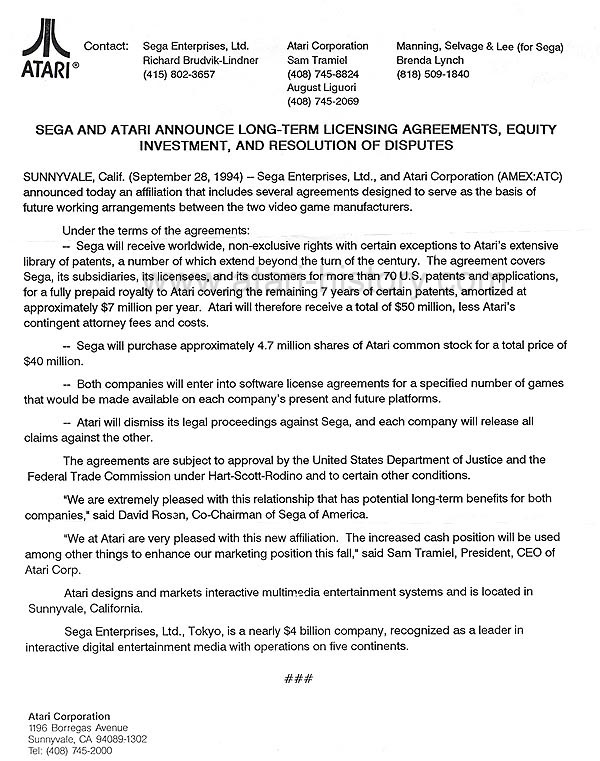 ATARI®
Contact: Sega Enterprises, Ltd. Atari Corporation Manning, Selvage & Lee (for Sega)
Richard Brudvik-Lindner Sam Tramiel Brenda Lynch
(415) 802-3657 (408) 745-8824 (818) 509-1840
August Liguori
(408) 745-2069
SEGA AND ATARI ANNOUNCE LONG-TERM LICENSING AGREEMENTS, EQUITY
INVESTMENT, AND RESOLUTION OF DISPUTES
SUNNYVALE, Calif. (September 28, 1994) -- Sega Enterprises, Ltd., and Atari Corporation (AMEX:ATC)
announced today an affiliation that includes several agreements designed to serve as the basis of
future working arrangements between the two video game manufacturers.
Under the terms of the agreements:
-- Sega will receive worldwide, non-exclusive rights with certain exceptions to Atari's extensive
library of patents, a number of which extend beyond the turn of the century. The agreement covers
Sega, its subsidiaries, its licensees, and its customers for more than 70 U.S. patents and applications,
www.atari-history.com
for a fully prepaid royalty to Atari covering the remaining 7 years of certain patents, amortized at
approximately $7 million per year. Atari will therefore receive a total of $50 million, less Atari's
contingent attorney fees and costs.
-- Sega will purchase approximately 4.7 million shares of Atari common stock for a total price of
$40 million.
-- Both companies will enter into software license agreements for a specified number of games
that would be made available on each company's present and future platforms.
-- Atari will dismiss its legal proceedings against Sega, and each company will release all
claims against the other.
The agreements are subject to approval by the United States Department of Justice and the
Federal Trade Commission under Hart-Scott-Rodino and to certain other conditions.
"We are extremely pleased with this relationship that has potential long-term benefits for both
companies," said David Rosen, Co-Chairman of Sega of America.
"We at Atari are very pleased with this new affiliation. The increased cash position will be used
among other things to enhance our marketing position this fall," said Sam Tramiel, President, CEO of
Atari Corp.
Atari designs and markets interactive multimedia entertainment systems and is located in
Sunnyvale, California.
Sega Enterprises, Ltd., Tokyo, is a nearly $4 billion company, recognized as a leader in
interactive digital entertainment media with operations on five continents.
###
Atari Corporation
1196 Borregas Avenue
Sunnyvale, CA 94089-1302
Tel: (408) 745-2000